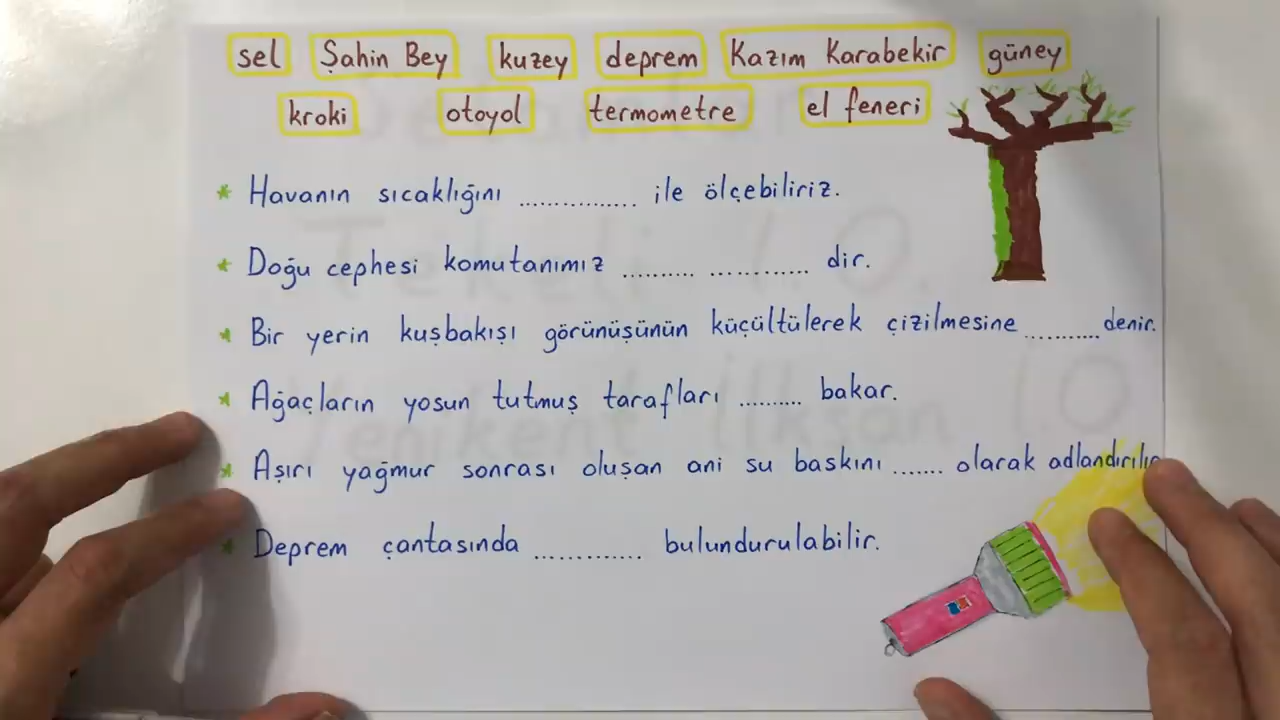 sel Şahin Bey kuzey deprem Kazım Karabekir güney
kroki otoyol termometre el feneri
* Havanın sıcaklığını ............... ile ölçebiliriz.
* Doğu cephesi komutanımız .......... ............ dir.
* Bir yerin kuşbakışı görünüşünün küçültülerek çizilmesine .......... denir.
* Ağaçların yosun tutmuş tarafları ......... bakar.
* Aşırı yağmur sonrası oluşan ani su baskını ....... olarak adlandırılır
* Deprem çantasında ............. bulundurulabilir.